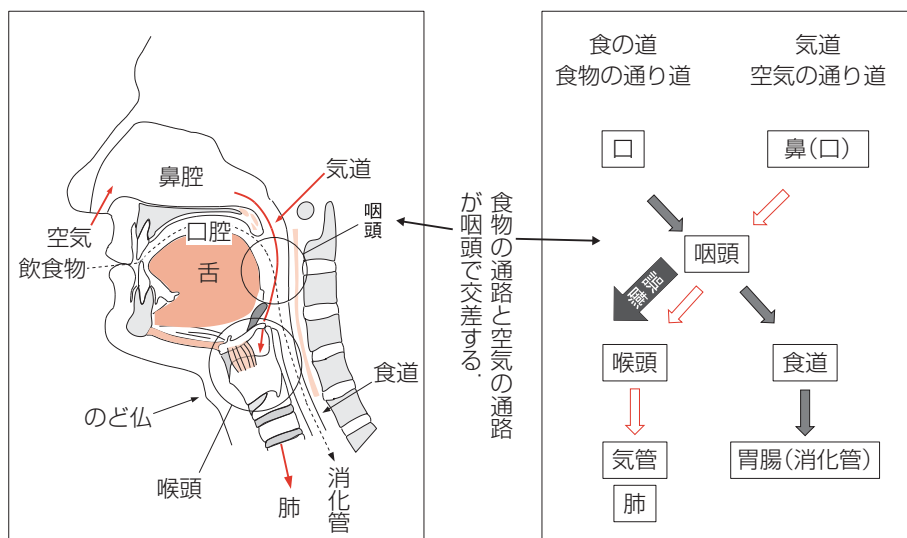 鼻腔
気道
咽頭
空気
口腔
飲食物
舌
食道
のど仏
喉頭
肺
消化管
食物の通路と空気の通路
が咽頭で交差する.
食の道
食物の通り道
気道
空気の通り道
口
鼻(口)
咽頭
誤嚥
喉頭
食道
気管
胃腸(消化管)
肺